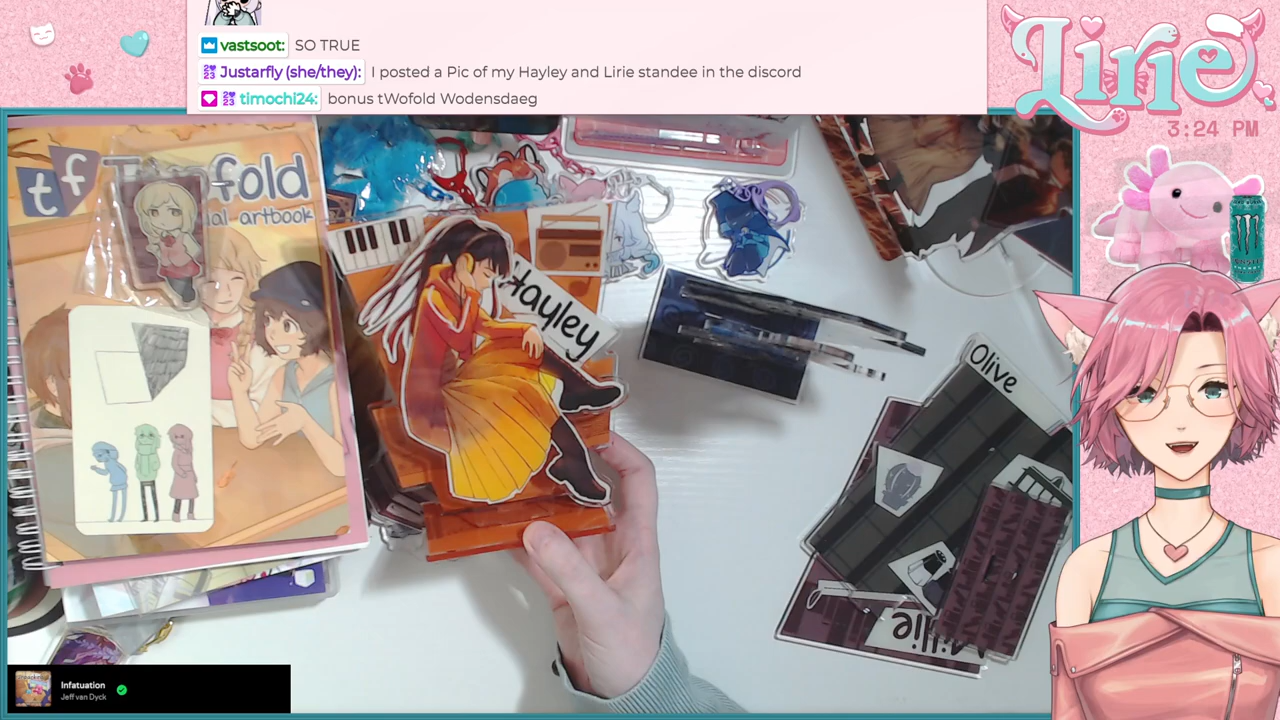 vastsoot: SO TRUE
Justarfly (she/they): I posted a Pic of my Hayley and Lirie standee in the discord
timochi24: bonus tWofold Wodensdaeg
Lirie
3:24 PM
tf
artbook
Hayley
Olive
Infatuation
Jeff van Dyck